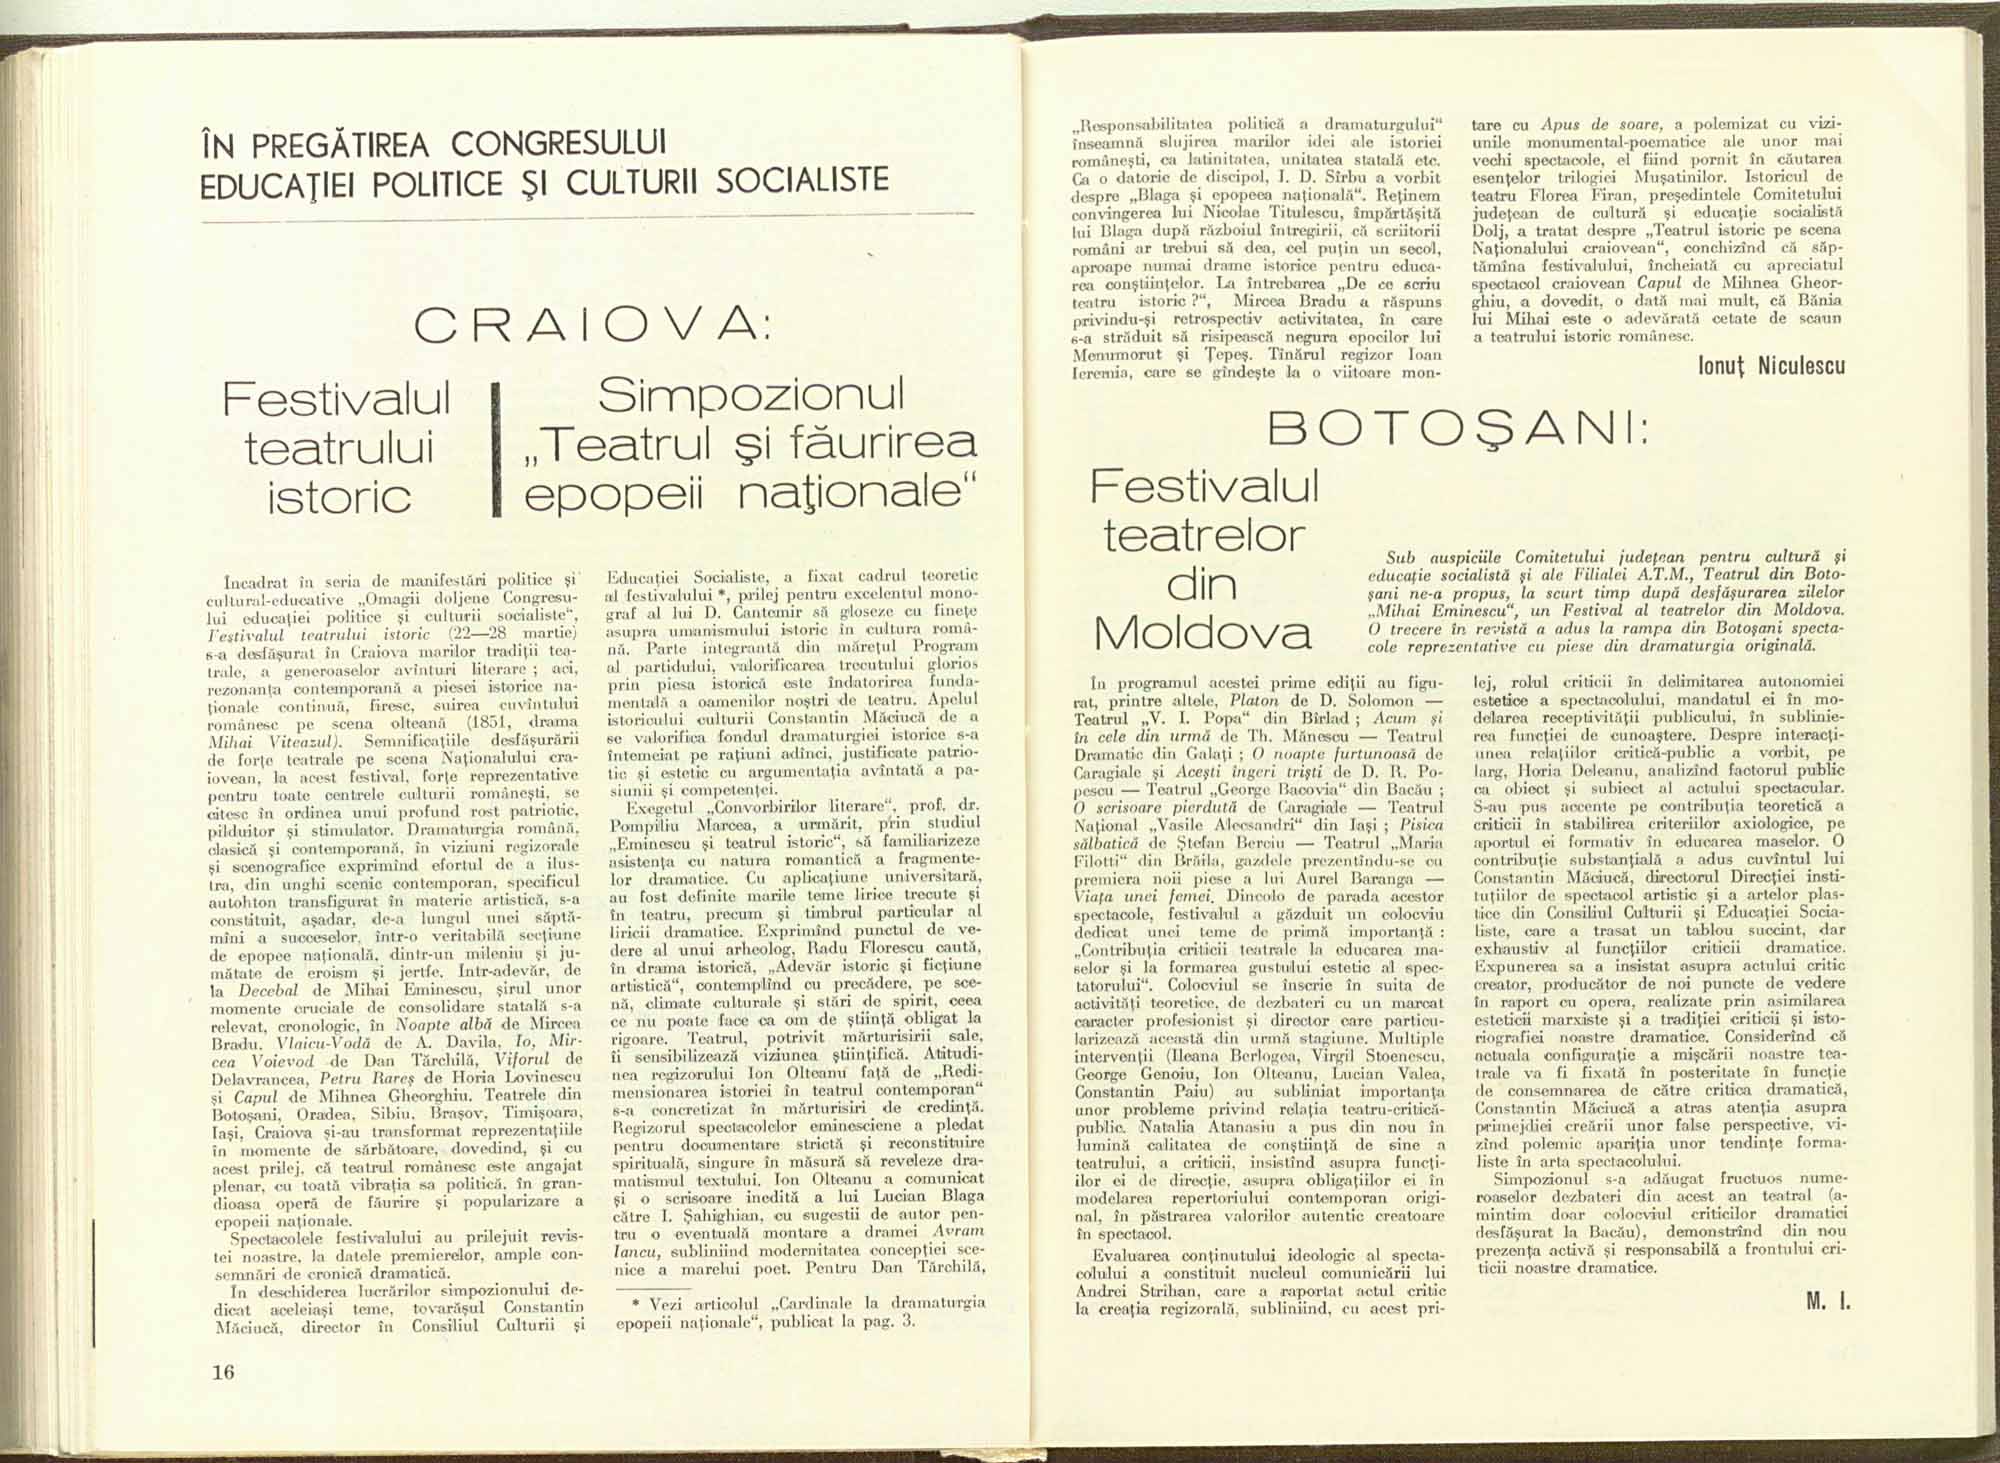 ÎN PREGĂTIREA CONGRESULUI
EDUCAŢIEI POLITICE ŞI CULTURII SOCIALISTE
CRAIOVA:
Festivalul
teatrului
istoric
Simpozionul
„Teatrul şi făurirea
epopeii naţionale“
Încadrat în seria de manifestări politice şi
cultural-educative „Omagii doljene Congresu-
lui educaţiei politice şi culturii socialiste“,
Festivalul teatrului istoric (22—28 martie)
s-a desfăşurat în Craiova marilor tradiţii tea-
trale, a generoaselor avînturi literare ; aci,
rezonanţa contemporană a piesei istorice na-
ţionale continuă, firesc, suirea cuvîntului
românesc pe scena olteană (1851, drama
Mihai Viteazul). Semnificaţiile desfăşurării
de forţe teatrale pe scena Naţionalului cra-
iovean, la acest festival, forţe reprezentative
pentru toate centrele culturii româneşti, se
citesc în ordinea unui profund rost patriotic,
pilduitor şi stimulator. Dramaturgia română,
clasică şi contemporană, în viziuni regizorale
şi scenografice exprimînd efortul de a ilus-
tra, din unghi scenic contemporan, specificul
autohton transfigurat în materie artistică, s-a
constituit, aşadar, de-a lungul unei săptă-
mîni a succeselor, într-o veritabilă secţiune
de epopee naţională, dintr-un mileniu şi ju-
mătate de eroism şi jertfe. Într-adevăr, de
la Decebal de Mihai Eminescu, şirul unor
momente cruciale de consolidare statală s-a
relevat, cronologic, în Noapte albă de Mircea
Bradu, Vlaicu-Vodă de A. Davila, Io, Mir-
cea Voievod de Dan Tărchilă, Viforul de
Delavrancea, Petru Rareş de Horia Lovinescu
şi Capul de Mihnea Gheorghiu. Teatrele din
Botoşani, Oradea, Sibiu, Braşov, Timişoara,
Iaşi, Craiova şi-au transformat reprezentaţiile
în momente de sărbătoare, dovedind, şi cu
acest prilej, că teatrul românesc este angajat
plenar, cu toată vibraţia sa politică, în gran-
dioasa operă de făurire şi popularizare a
epopeii naţionale.
Spectacolele festivalului au prilejuit revis-
tei noastre, la datele premierelor, ample con-
semnări de cronică dramatică.
În deschiderea lucrărilor simpozionului de-
dicat aceleiaşi teme, tovarăşul Constantin
Măciucă, director în Consiliul Culturii şi
16
Educaţiei Socialiste, a fixat cadrul teoretic
al festivalului *, prilej pentru excelentul mono-
graf al lui D. Cantemir să gloseze cu fineţe
asupra umanismului istoric în cultura româ-
nă. Parte integrantă din măreţul Program
al partidului, valorificarea trecutului glorios
prin piesa istorică este îndatorirea funda-
mentală a oamenilor noştri de teatru. Apelul
istoricului culturii Constantin Măciucă de a
se valorifica fondul dramaturgiei istorice s-a
întemeiat pe raţiuni adînci, justificate patrio-
tic şi estetic cu argumentaţia avîntată a pa-
siunii şi competenţei.
Exegetul „Convorbirilor literare“, prof. dr.
Pompiliu Marcea, a urmărit, prin studiul
„Eminescu şi teatrul istoric“, să familiarizeze
asistenţa cu natura romantică a fragmente-
lor dramatice. Cu aplicaţiune universitară,
au fost definite marile teme lirice trecute şi
în teatru, precum şi timbrul particular al
liricii dramatice. Exprimînd punctul de ve-
dere al unui arheolog, Radu Florescu caută,
în drama istorică, „Adevăr istoric şi ficţiune
artistică“, contemplînd cu precădere, pe sce-
nă, climate culturale şi stări de spirit, ceea
ce nu poate face ca om de ştiinţă obligat la
rigoare. Teatrul, potrivit mărturisirii sale,
îi sensibilizează viziunea ştiinţifică. Atitudi-
nea regizorului Ion Olteanu faţă de „Redi-
mensionarea istoriei în teatrul contemporan“
s-a concretizat în mărturisiri de credinţă.
Regizorul spectacolelor eminesciene a pledat
pentru documentare strictă şi reconstituire
spirituală, singure în măsură să reveleze dra-
matismul textului. Ion Olteanu a comunicat
şi o scrisoare inedită a lui Lucian Blaga
către I. Şahighian, cu sugestii de autor pen-
tru o eventuală montare a dramei Avram
Iancu, subliniind modernitatea concepţiei sce-
nice a marelui poet. Pentru Dan Tărchilă,
* Vezi articolul „Cardinale la dramaturgia
epopeii naţionale“, publicat la pag. 3.
„Responsabilitatea politică a dramaturgului“
înseamnă slujirea marilor idei ale istoriei
româneşti, ca latinitatea, unitatea statală etc.
Ca o datorie de discipol, I. D. Sîrbu a vorbit
despre „Blaga şi epopeea naţională“. Reţinem
convingerea lui Nicolae Titulescu, împărtăşită
lui Blaga după războiul întregirii, că scriitorii
români ar trebui să dea, cel puţin un secol,
aproape numai drame istorice pentru educa-
rea conştiinţelor. La întrebarea „De ce scriu
teatru istoric ?“, Mircea Bradu a răspuns
privindu-şi retrospectiv activitatea, în care
s-a străduit să risipească negura epocilor lui
Menumorut şi Ţepeş. Tînărul regizor Ioan
Ieremia, care se gîndeşte la o viitoare mon-
tare cu Apus de soare, a polemizat cu vizi-
unile monumental-poematice ale unor mai
vechi spectacole, el fiind pornit în căutarea
esenţelor trilogiei Muşatinilor. Istoricul de
teatru Florea Firan, preşedintele Comitetului
judeţean de cultură şi educaţie socialistă
Dolj, a tratat despre „Teatrul istoric pe scena
Naţionalului craiovean“, conchizînd că săp-
tămîna festivalului, încheiată cu apreciatul
spectacol craiovean Capul de Mihnea Gheor-
ghiu, a dovedit, o dată mai mult, că Bănia
lui Mihai este o adevărată cetate de scaun
a teatrului istoric românesc.
Ionuţ Niculescu
BOTOŞANI:
Festivalul
teatrelor
din
Moldova
Sub auspiciile Comitetului judeţean pentru cultură şi
educaţie socialistă şi ale Filialei A.T.M., Teatrul din Boto-
şani ne-a propus, la scurt timp după desfăşurarea zilelor
„Mihai Eminescu“, un Festival al teatrelor din Moldova.
O trecere în revistă a adus la rampa din Botoşani specta-
cole reprezentative cu piese din dramaturgia originală.
În programul acestei prime ediţii au figu-
rat, printre altele, Platon de D. Solomon —
Teatrul „V. I. Popa“ din Bîrlad ; Acum şi
în cele din urmă de Th. Mănescu — Teatrul
Dramatic din Galaţi ; O noapte furtunoasă de
Caragiale şi Aceşti îngeri trişti de D. R. Po-
pescu — Teatrul „George Bacovia“ din Bacău ;
O scrisoare pierdută de Caragiale — Teatrul
Naţional „Vasile Alecsandri“ din Iaşi ; Pisica
sălbatică de Ştefan Berciu — Teatrul „Maria
Filotti“ din Brăila, gazdele prezentîndu-se cu
premiera noii piese a lui Aurel Baranga —
Viaţa unei femei. Dincolo de parada acestor
spectacole, festivalul a găzduit un colocviu
dedicat unei teme de primă importanţă :
„Contribuţia criticii teatrale la educarea ma-
selor şi la formarea gustului estetic al spec-
tatorului“. Colocviul se înscrie în suita de
activităţi teoretice, de dezbateri cu un marcat
caracter profesionist şi director care particu-
larizează această din urmă stagiune. Multiple
intervenţii (Ileana Berlogea, Virgil Stoenescu,
George Genoiu, Ion Olteanu, Lucian Valea,
Constantin Paiu) au subliniat importanţa
unor probleme privind relaţia teatru-critică-
public. Natalia Atanasiu a pus din nou în
lumină calitatea de conştiinţă de sine a
teatrului, a criticii, insistînd asupra funcţi-
ilor ei de direcţie, asupra obligaţiilor ei în
modelarea repertoriului contemporan origi-
nal, în păstrarea valorilor autentic creatoare
în spectacol.
Evaluarea conţinutului ideologic al specta-
colului a constituit nucleul comunicării lui
Andrei Strihan, care a raportat actul critic
la creaţia regizorală, subliniind, cu acest pri-
lej, rolul criticii în delimitarea autonomiei
estetice a spectacolului, mandatul ei în mo-
delarea receptivităţii publicului, în sublinie-
rea funcţiei de cunoaştere. Despre interacţi-
unea relaţiilor critică-public a vorbit, pe
larg, Horia Deleanu, analizînd factorul public
ca obiect şi subiect al actului spectacular.
S-au pus accente pe contribuţia teoretică a
criticii în stabilirea criteriilor axiologice, pe
aportul ei formativ în educarea maselor. O
contribuţie substanţială a adus cuvîntul lui
Constantin Măciucă, directorul Direcţiei insti-
tuţiilor de spectacol artistic şi a artelor plas-
tice din Consiliul Culturii şi Educaţiei Socia-
liste, care a trasat un tablou succint, dar
exhaustiv al funcţiilor criticii dramatice.
Expunerea sa a insistat asupra actului critic
creator, producător de noi puncte de vedere
în raport cu opera, realizate prin asimilarea
esteticii marxiste şi a tradiţiei criticii şi isto-
riografiei noastre dramatice. Considerînd că
actuala configuraţie a mişcării noastre tea-
trale va fi fixată în posteritate în funcţie
de consemnarea de către critica dramatică,
Constantin Măciucă a atras atenţia asupra
primejdiei creării unor false perspective, vi-
zînd polemic apariţia unor tendinţe forma-
liste în arta spectacolului.
Simpozionul s-a adăugat fructuos nume-
roaselor dezbateri din acest an teatral (a-
mintim doar colocviul criticilor dramatici
desfăşurat la Bacău), demonstrînd din nou
prezenţa activă şi responsabilă a frontului cri-
ticii noastre dramatice.
M. I.